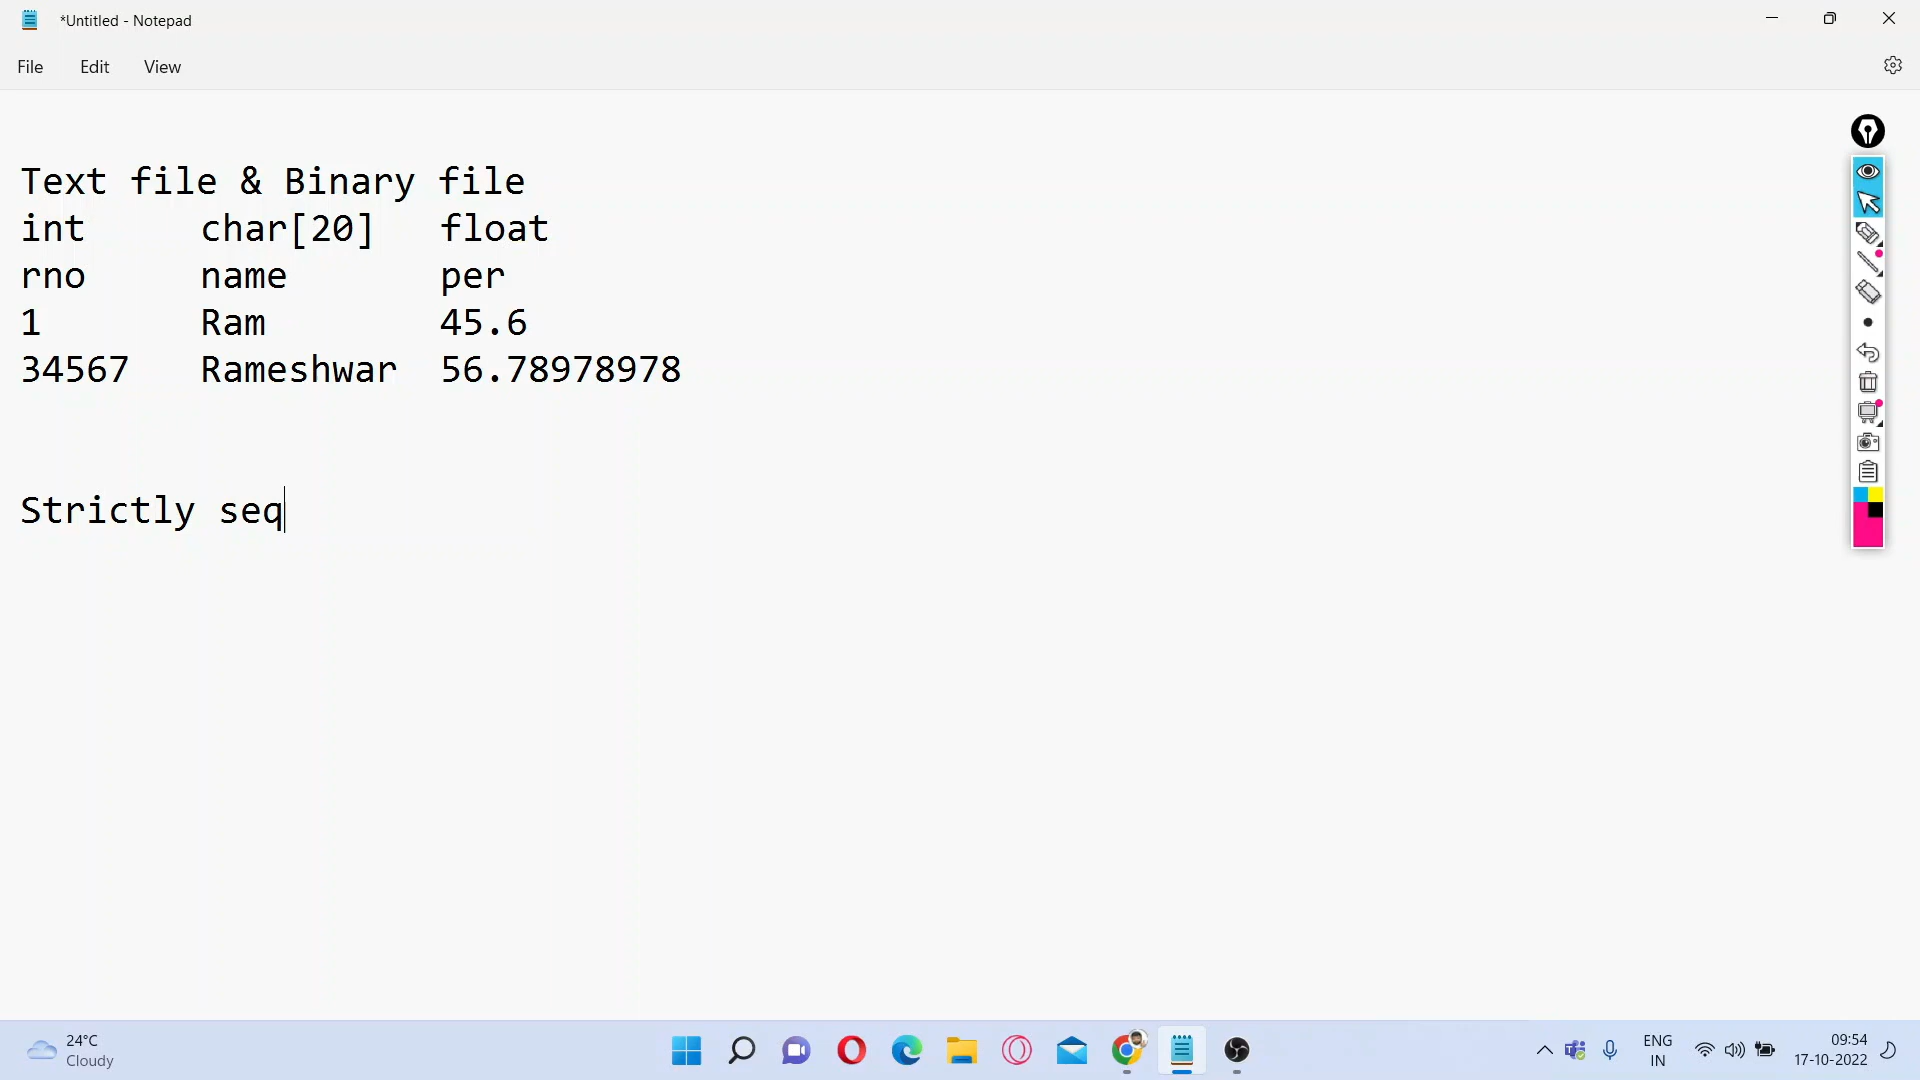 *Untitled - Notepad
File Edit View
Text file & Binary file
int char[20] float
rno name per
1 Ram 45.6
34567 Rameshwar 56.78978978
Strictly seq
24°C
Cloudy
ENG
IN
09:54
17-10-2022